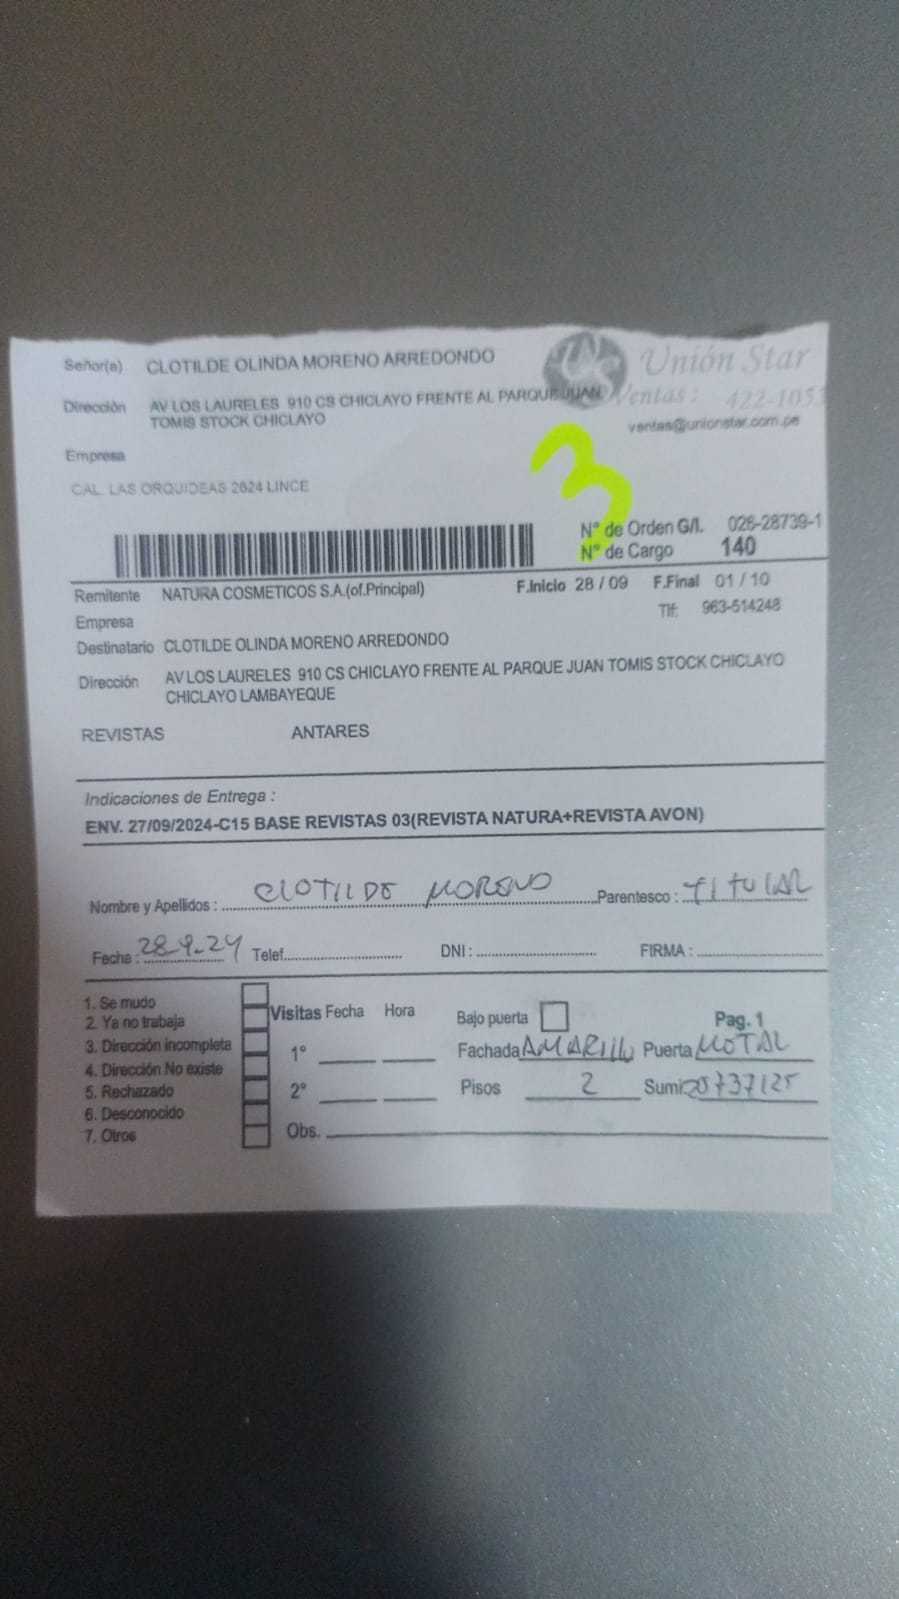 Señor(a) CLOTILDE OLINDA MORENO ARREDONDO
Unión Star
Dirección AV LOS LAURELES 910 CS CHICLAYO FRENTE AL PARQUE JUAN
Ventas: 422-1053
TOMIS STOCK CHICLAYO
ventas@unionstar.com.pe
Empresa
3
CAL. LAS ORQUIDEAS 2624 LINCE
N° de Orden G/I. 026-28739-1
N° de Cargo 140
Remitente NATURA COSMETICOS S.A.(of.Principal) F.Inicio 28 / 09 F.Final 01 / 10
Empresa Tlf: 963-514248
Destinatario CLOTILDE OLINDA MORENO ARREDONDO
Dirección AV LOS LAURELES 910 CS CHICLAYO FRENTE AL PARQUE JUAN TOMIS STOCK CHICLAYO
CHICLAYO LAMBAYEQUE
REVISTAS ANTARES
Indicaciones de Entrega :
ENV. 27/09/2024-C15 BASE REVISTAS 03(REVISTA NATURA+REVISTA AVON)
Nombre y Apellidos : CLOTILDE MORENO Parentesco : TITULAR
Fecha : 28-9-24 Telef. DNI : FIRMA :
1. Se mudo
2. Ya no trabaja
3. Dirección incompleta
4. Dirección No existe
5. Rechazado
6. Desconocido
7. Otros
Visitas Fecha Hora
1°
2°
Obs.
Bajo puerta Pag. 1
Fachada AMARILLO Puerta MOTAL
Pisos 2 Sumi 25737125